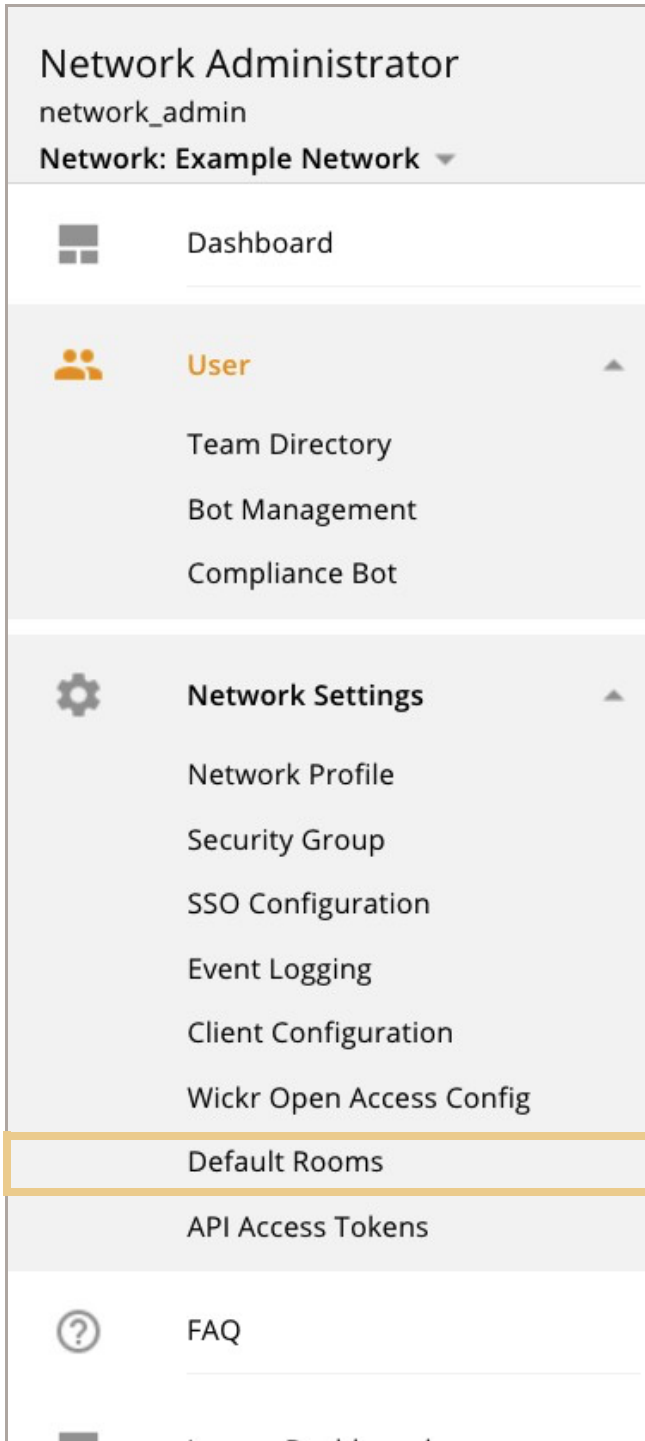 Network Administrator
network_admin
Network: Example Network
Dashboard
User
Team Directory
Bot Management
Compliance Bot
Network Settings
Network Profile
Security Group
SSO Configuration
Event Logging
Client Configuration
Wickr Open Access Config
Default Rooms
API Access Tokens
FAQ